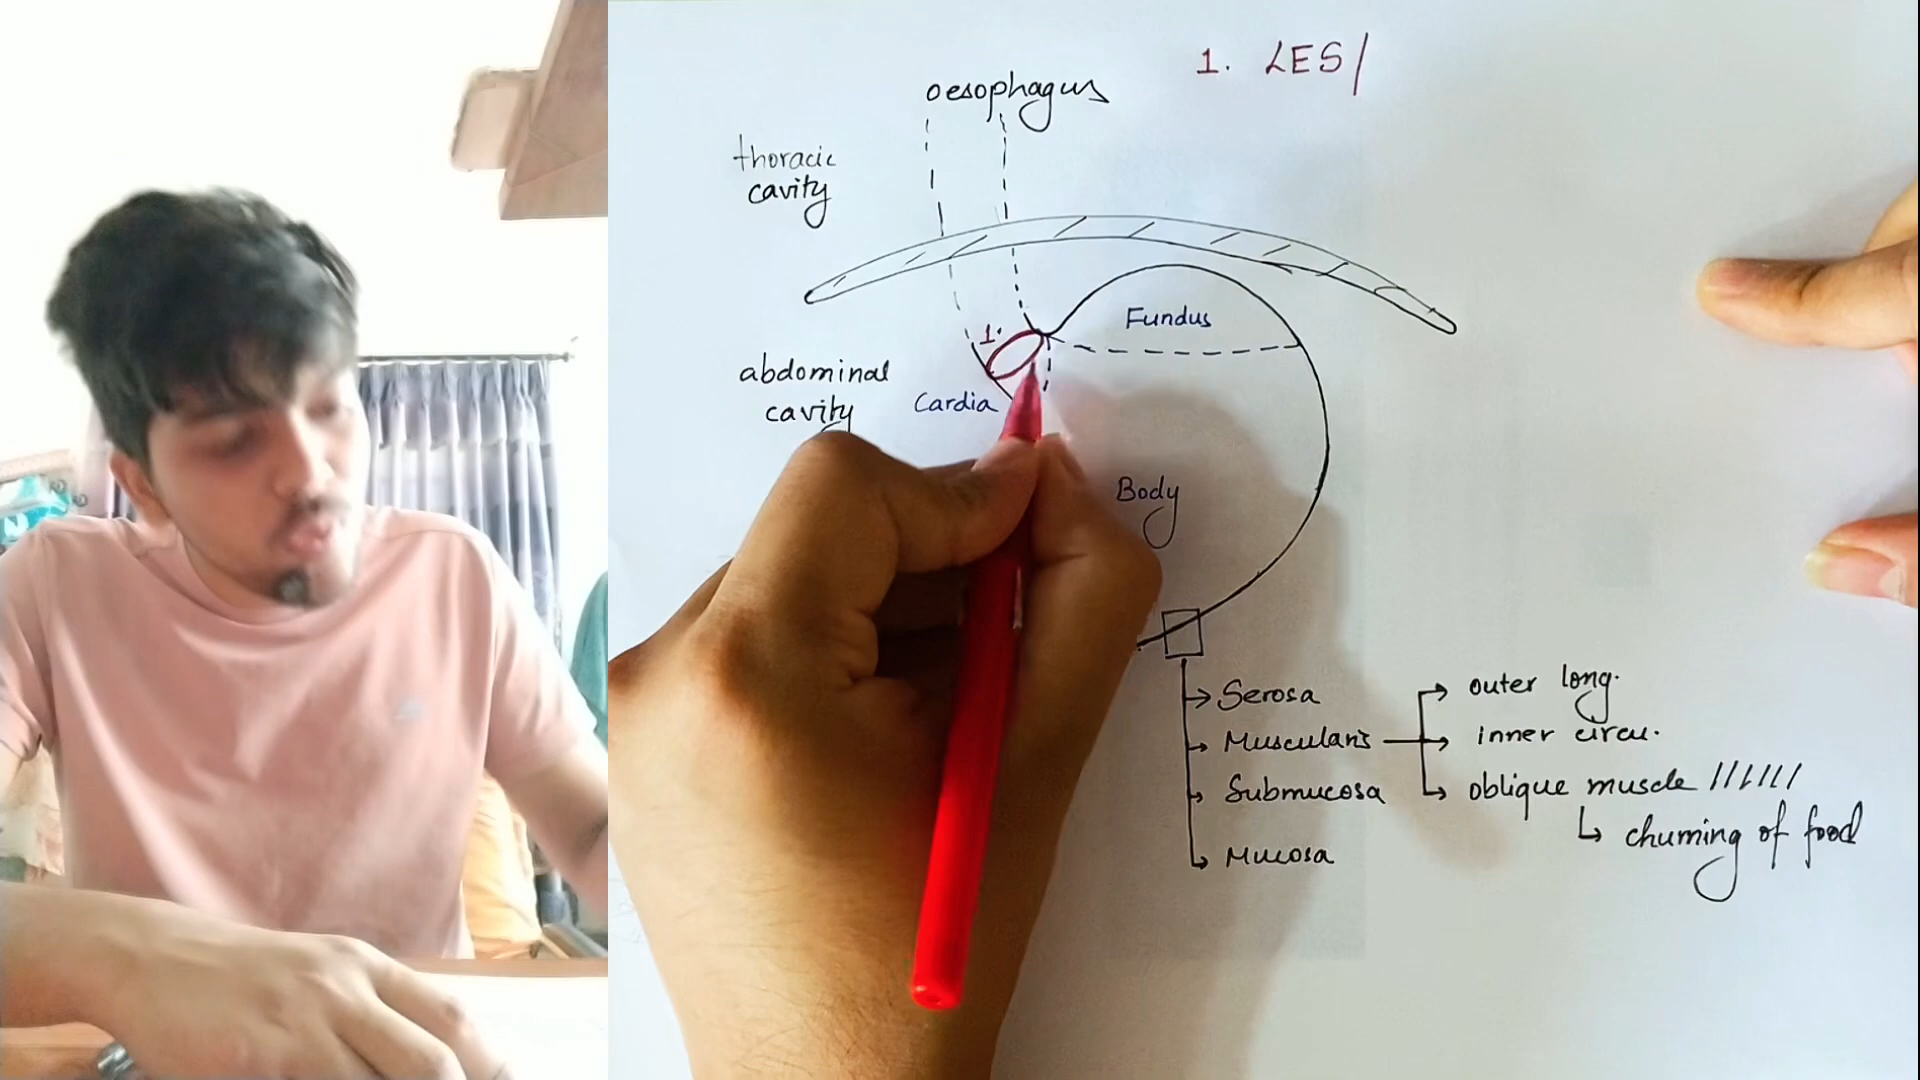 1. LES/
oesophagus
thoracic
cavity
Fundus
1.
abdominal
cavity
Cardia
Body
Serosa
Muscularis
Submucosa
Mucosa
outer long.
inner circu.
oblique muscle ///////
churning of food